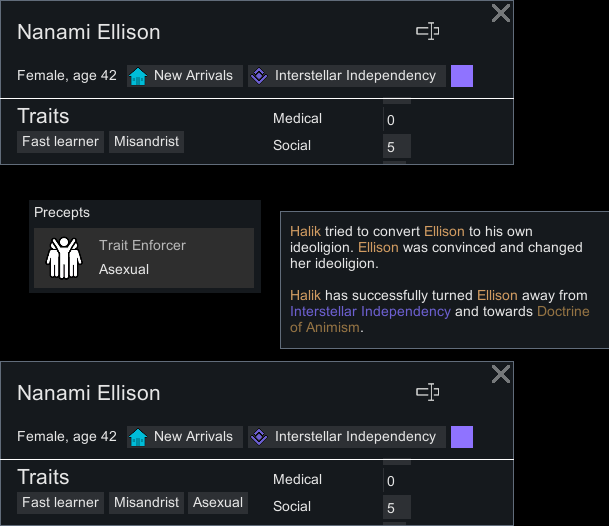 Nanami Ellison
Female, age 42 New Arrivals Interstellar Independency
Traits
Fast learner Misandrist
Medical 0
Social 5
Precepts
Trait Enforcer
Asexual
Halik tried to convert Ellison to his own
ideoligion. Ellison was convinced and changed
her ideoligion.
Halik has successfully turned Ellison away from
Interstellar Independency and towards Doctrine
of Animism.
Nanami Ellison
Female, age 42 New Arrivals Interstellar Independency
Traits
Fast learner Misandrist Asexual
Medical 0
Social 5